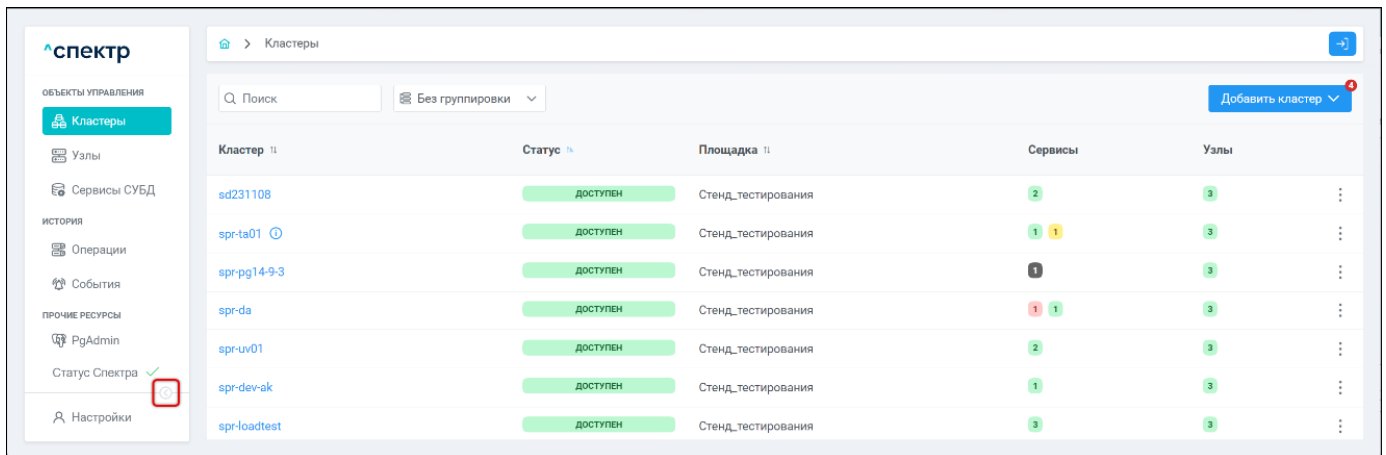 ^спектр
ОБЪЕКТЫ УПРАВЛЕНИЯ
Кластеры
Узлы
Сервисы СУБД
ИСТОРИЯ
Операции
События
ПРОЧИЕ РЕСУРСЫ
PgAdmin
Статус Спектра
Настройки
> Кластеры
Поиск
Без группировки
Добавить кластер 4
Кластер Статус Площадка Сервисы Узлы
sd231108 ДОСТУПЕН Стенд_тестирования 2 3
spr-ta01 ДОСТУПЕН Стенд_тестирования 1 1 3
spr-pg14-9-3 ДОСТУПЕН Стенд_тестирования 1 3
spr-da ДОСТУПЕН Стенд_тестирования 1 1 3
spr-uv01 ДОСТУПЕН Стенд_тестирования 2 3
spr-dev-ak ДОСТУПЕН Стенд_тестирования 1 3
spr-loadtest ДОСТУПЕН Стенд_тестирования 3 3